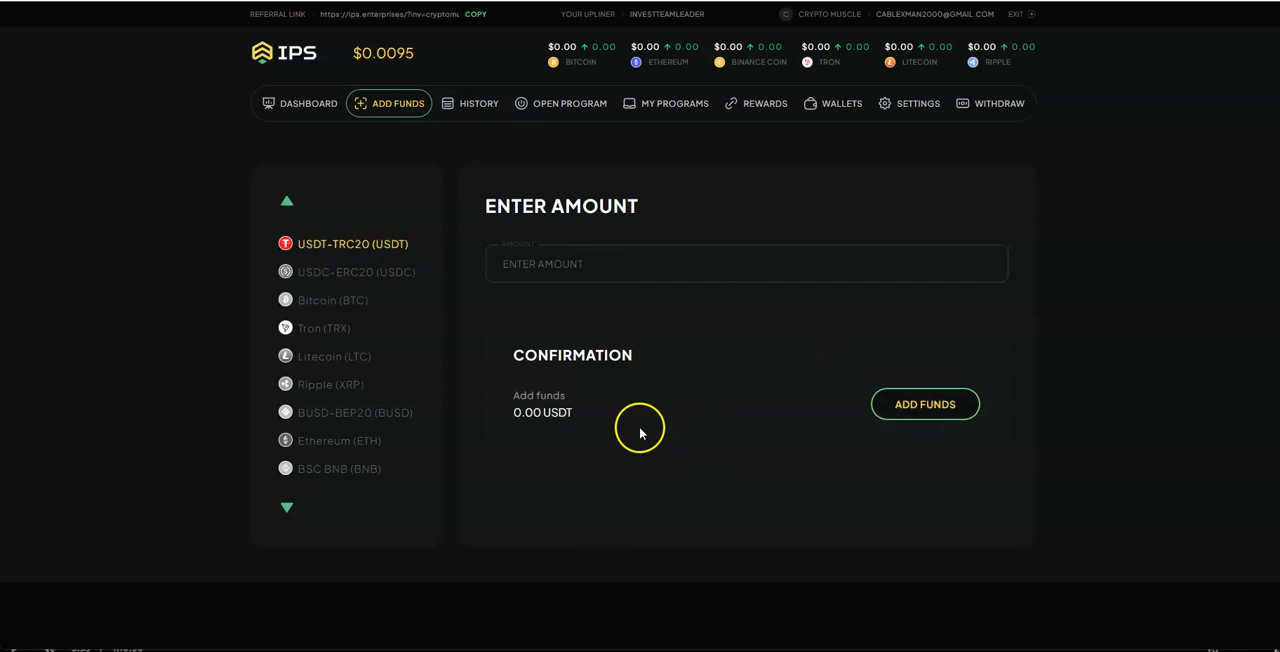 REFERRAL LINK https://ips.enterprises/?inv=cryptomu COPY YOUR UPLINER INVESTTEAMLEADER C CRYPTO MUSCLE CABLEXMAN2000@GMAIL.COM EXIT
IPS $0.0095
$0.00 0.00 $0.00 0.00 $0.00 0.00 $0.00 0.00 $0.00 0.00 $0.00 0.00
BITCOIN ETHEREUM BINANCE COIN TRON LITECOIN RIPPLE
DASHBOARD ADD FUNDS HISTORY OPEN PROGRAM MY PROGRAMS REWARDS WALLETS SETTINGS WITHDRAW
USDT-TRC20 (USDT)
USDC-ERC20 (USDC)
Bitcoin (BTC)
Tron (TRX)
Litecoin (LTC)
Ripple (XRP)
BUSD-BEP20 (BUSD)
Ethereum (ETH)
BSC BNB (BNB)
ENTER AMOUNT
AMOUNT
ENTER AMOUNT
CONFIRMATION
Add funds
0.00 USDT
ADD FUNDS